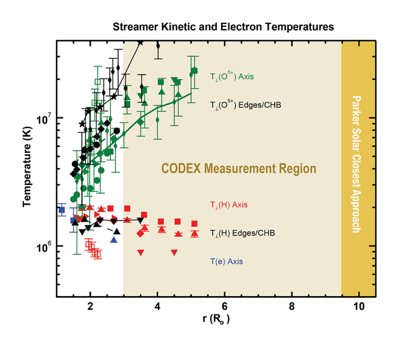 Streamer Kinetic and Electron Temperatures
Temperature (K)
10⁷
10⁶
T⊥(O⁵⁺) Axis
T⊥(O⁵⁺) Edges/CHB
CODEX Measurement Region
T⊥(H) Axis
T⊥(H) Edges/CHB
T(e) Axis
Parker Solar Closest Approach
2 4 6 8 10
r (R₀)